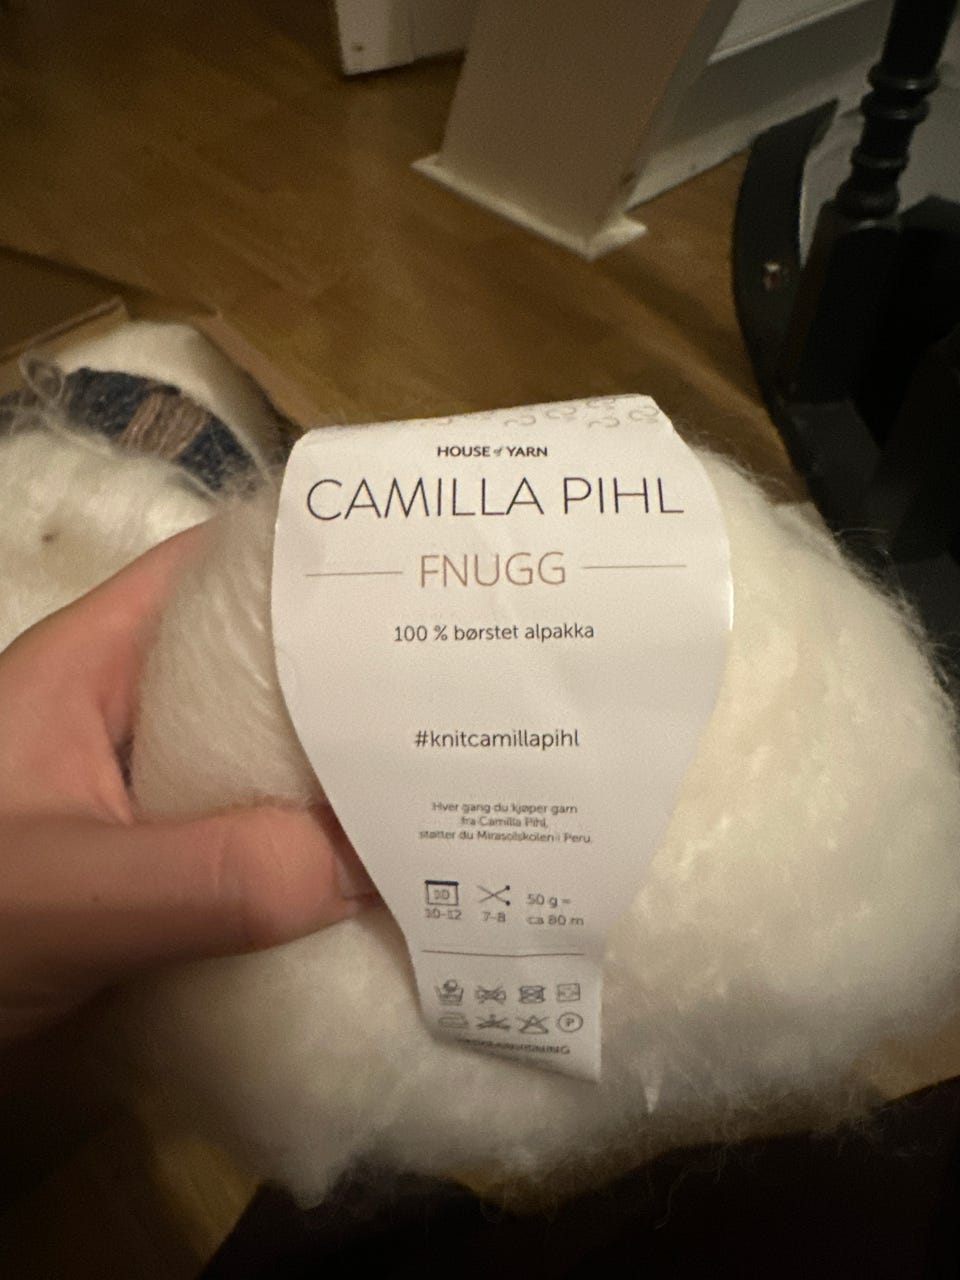 HOUSE of YARN
CAMILLA PIHL
FNUGG
100 % børstet alpakka
#knitcamillapihl
Hver gang du kjøper garn
fra Camilla Pihl,
støtter du Mirasolskolen i Peru.
10
50 g =
10-12 7-8 ca 80 m
P